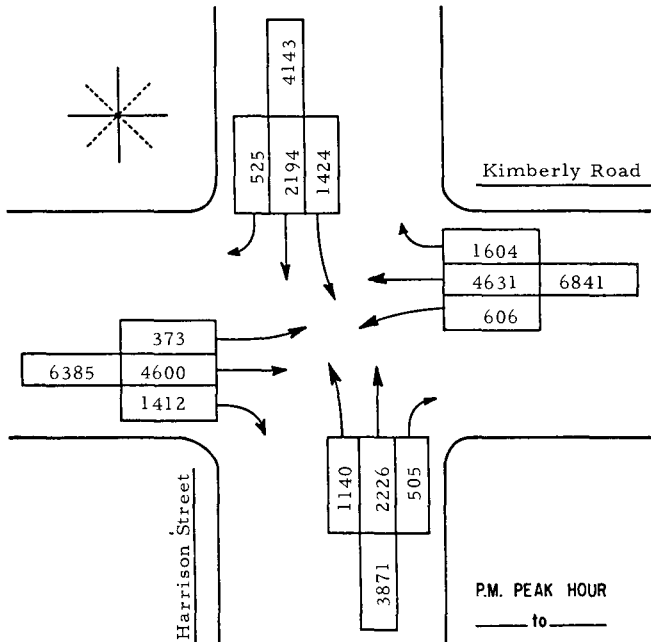 4143
525 2194 1424
Kimberly Road
1604
4631 6841
606
373
6385 4600
1412
1140 2226 505
3871
Harrison Street
P.M. PEAK HOUR
to